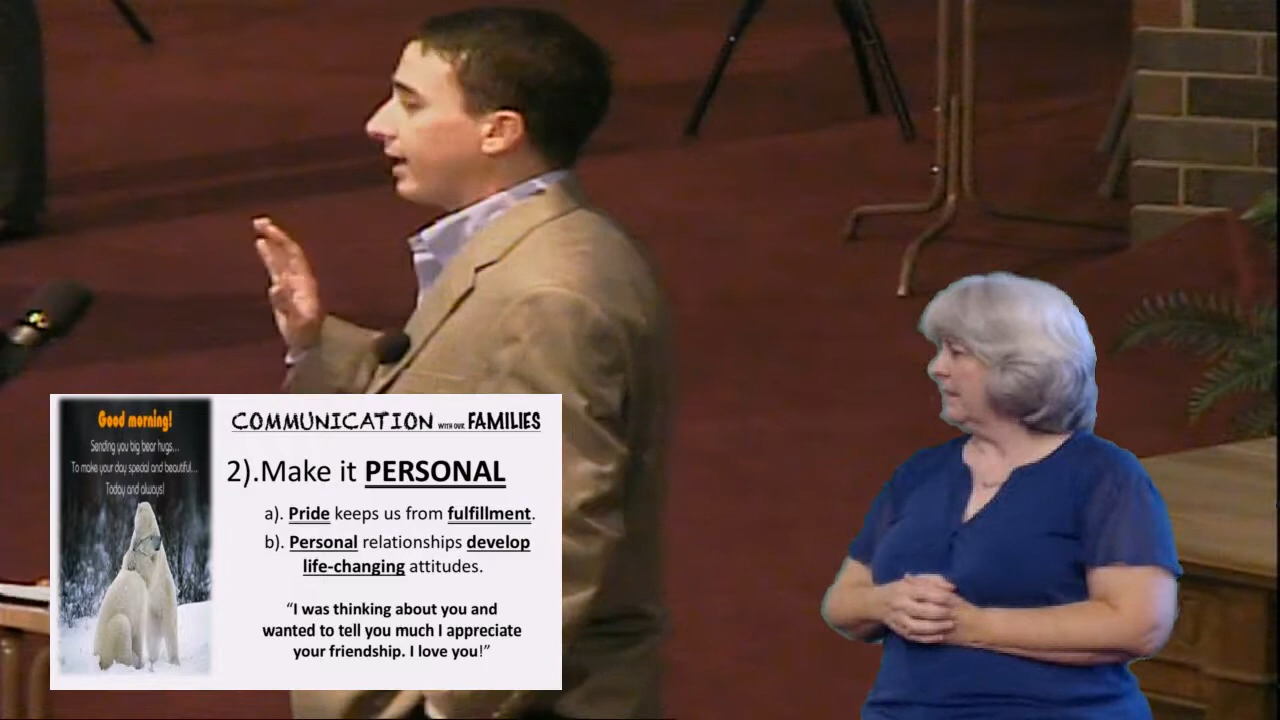 Good morning!
Sending you big bear hugs...
To make your day special and beautiful...
Today and always!
COMMUNICATION WITH OUR FAMILIES
2).Make it PERSONAL
a). Pride keeps us from fulfillment.
b). Personal relationships develop
life-changing attitudes.
“I was thinking about you and
wanted to tell you much I appreciate
your friendship. I love you!”